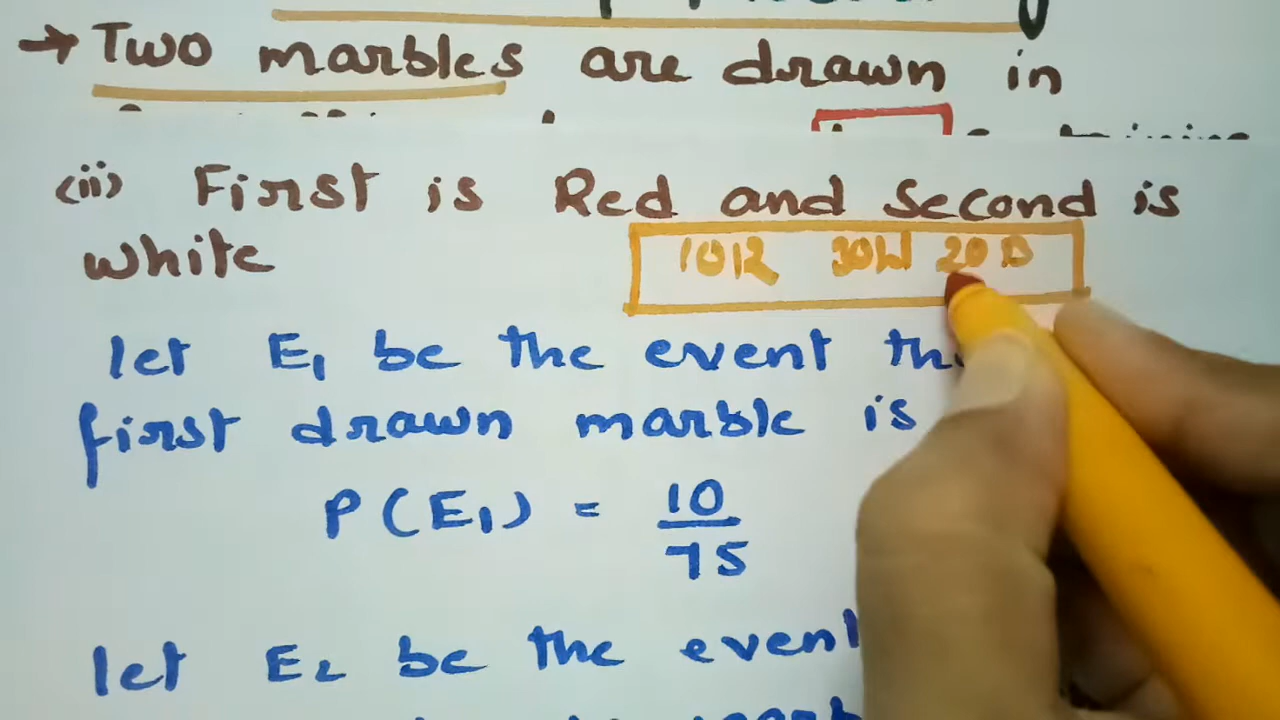 → Two marbles are drawn in
(ii) First is Red and Second is
white
10R 30W 20B
let E₁ be the event
first drawn marble is
P(E₁) = 10/75
let E₂ be the event